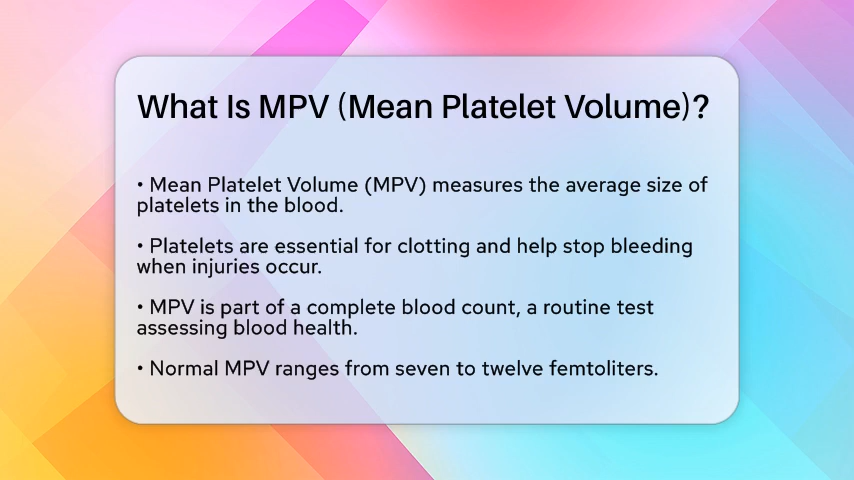 What Is MPV (Mean Platelet Volume)?
• Mean Platelet Volume (MPV) measures the average size of
platelets in the blood.
• Platelets are essential for clotting and help stop bleeding
when injuries occur.
• MPV is part of a complete blood count, a routine test
assessing blood health.
• Normal MPV ranges from seven to twelve femtoliters.